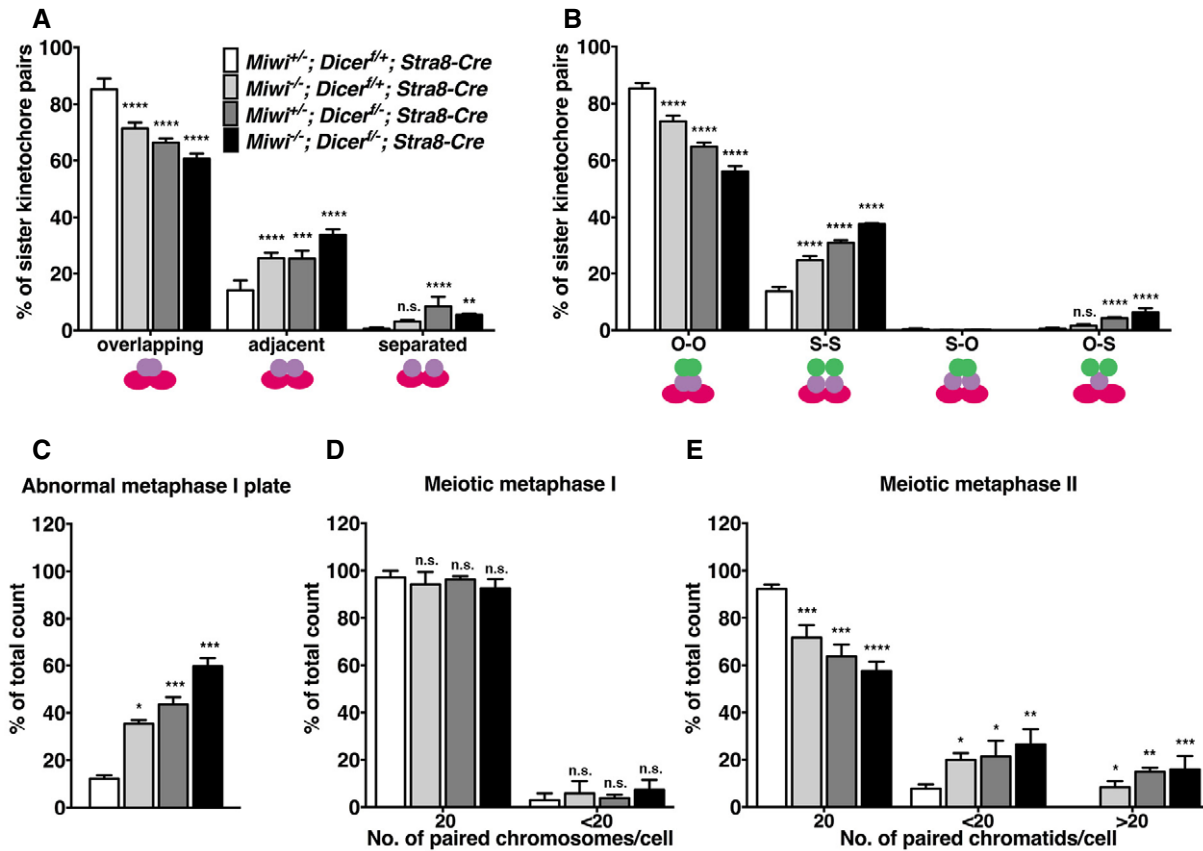 A
% of sister kinetochore pairs
100
80
60
40
20
0
Miwi+/-; Dicerf/+; Stra8-Cre
Miwi-/-; Dicerf/+; Stra8-Cre
Miwi+/-; Dicerf/-; Stra8-Cre
Miwi-/-; Dicerf/-; Stra8-Cre
**** **** ****
**** *** ****
n.s. **** **
overlapping adjacent separated
B
% of sister kinetochore pairs
100
80
60
40
20
0
**** **** ****
**** **** ****
n.s. **** ****
O-O S-S S-O O-S
C
Abnormal metaphase I plate
% of total count
120
100
80
60
40
20
0
* *** ***
D
Meiotic metaphase I
% of total count
120
100
80
60
40
20
0
n.s. n.s. n.s.
n.s. n.s. n.s.
20 <20
No. of paired chromosomes/cell
E
Meiotic metaphase II
% of total count
120
100
80
60
40
20
0
*** *** ****
* * **
* ** ***
20 <20 >20
No. of paired chromatids/cell